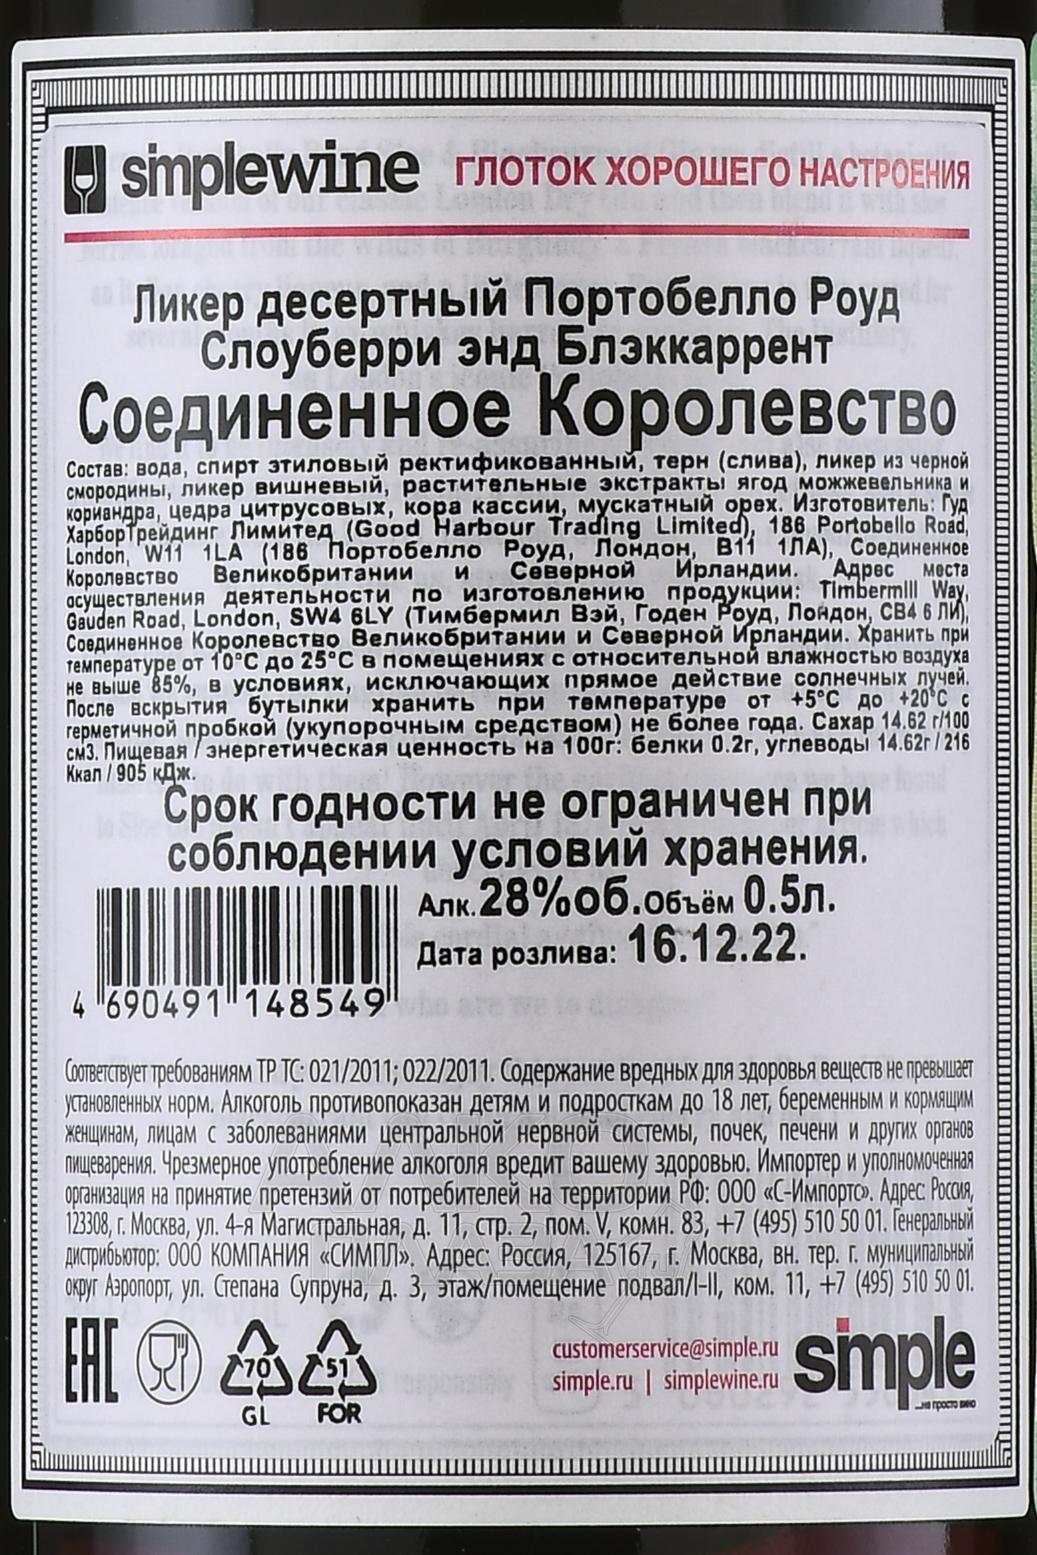 simplewine ГЛОТОК ХОРОШЕГО НАСТРОЕНИЯ
Ликер десертный Портобелло Роуд
Слоуберри энд Блэккаррент
Соединенное Королевство
Состав: вода, спирт этиловый ректификованный, терн (слива), ликер из черной
смородины, ликер вишневый, растительные экстракты ягод можжевельника и
кориандра, цедра цитрусовых, кора кассии, мускатный орех. Изготовитель: Гуд
ХарборТрейдинг Лимитед (Good Harbour Trading Limited), 186 Portobello Road,
London, W11 1LA (186 Портобелло Роуд, Лондон, В11 1ЛА), Соединенное
Королевство Великобритании и Северной Ирландии. Адрес места
осуществления деятельности по изготовлению продукции: Timbermill Way,
Gauden Road, London, SW4 6LY (Тимбермил Вэй, Годен Роуд, Лондон, СВ4 6 ЛИ),
Соединенное Королевство Великобритании и Северной Ирландии. Хранить при
температуре от 10°С до 25°С в помещениях с относительной влажностью воздуха
не выше 85%, в условиях, исключающих прямое действие солнечных лучей.
После вскрытия бутылки хранить при температуре от +5°С до +20°С с
герметичной пробкой (укупорочным средством) не более года. Сахар 14.62 г/100
см3. Пищевая / энергетическая ценность на 100г: белки 0.2г, углеводы 14.62г / 216
Ккал / 905 кДж.
Срок годности не ограничен при
соблюдении условий хранения.
Алк. 28%об. Объём 0.5л.
Дата розлива: 16.12.22.
4 690491 148549
Соответствует требованиям ТР ТС: 021/2011; 022/2011. Содержание вредных для здоровья веществ не превышает
установленных норм. Алкоголь противопоказан детям и подросткам до 18 лет, беременным и кормящим
женщинам, лицам с заболеваниями центральной нервной системы, почек, печени и других органов
пищеварения. Чрезмерное употребление алкоголя вредит вашему здоровью. Импортер и уполномоченная
организация на принятие претензий от потребителей на территории РФ: ООО «С-Импортс». Адрес: Россия,
123308, г. Москва, ул. 4-я Магистральная, д. 11, стр. 2, пом. V, комн. 83, +7 (495) 510 50 01. Генеральный
дистрибьютор: ООО КОМПАНИЯ «СИМПЛ». Адрес: Россия, 125167, г. Москва, вн. тер. г. муниципальный
округ Аэропорт, ул. Степана Супруна, д. 3, этаж/помещение подвал/I-II, ком. 11, +7 (495) 510 50 01.
EAC 70 GL 51 FOR
customerservice@simple.ru
simple.ru | simplewine.ru
simple
...не просто вино